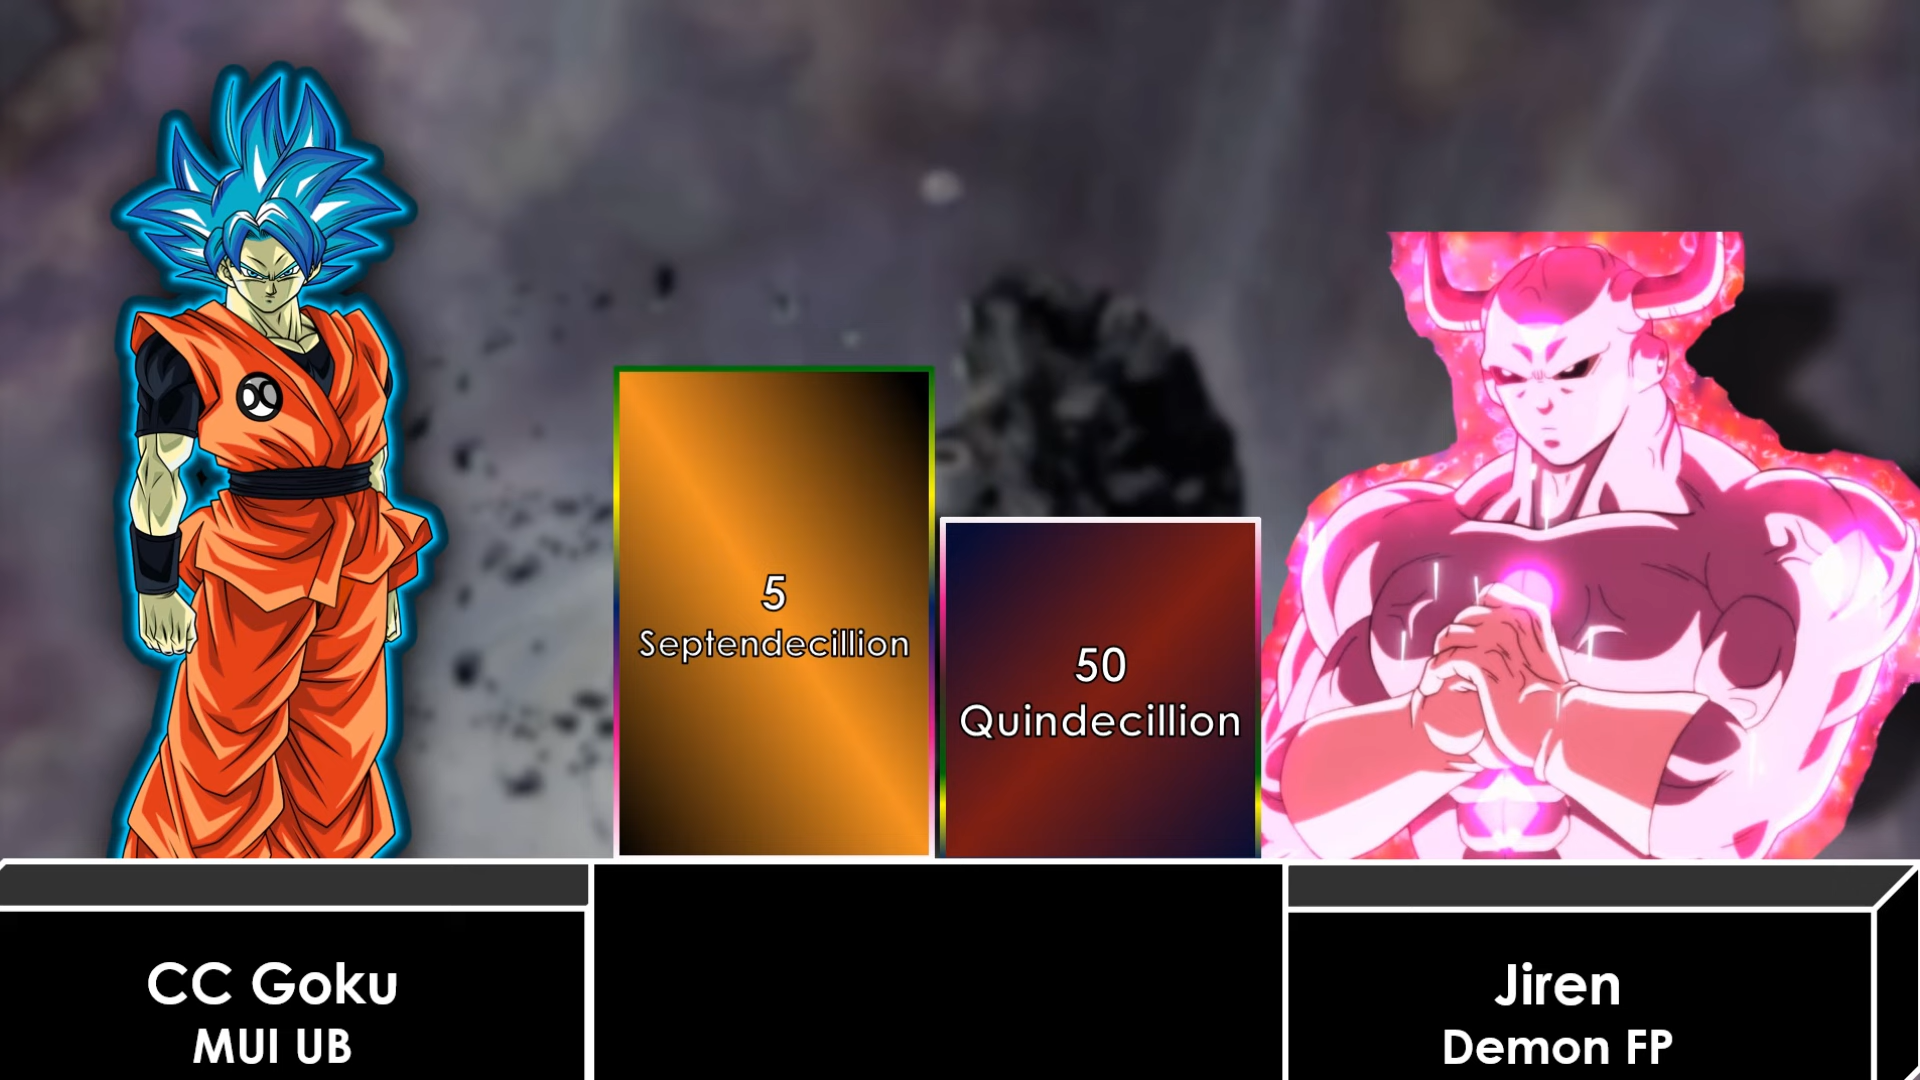 5
Septendecillion
50
Quindecillion
CC Goku
MUI UB
Jiren
Demon FP